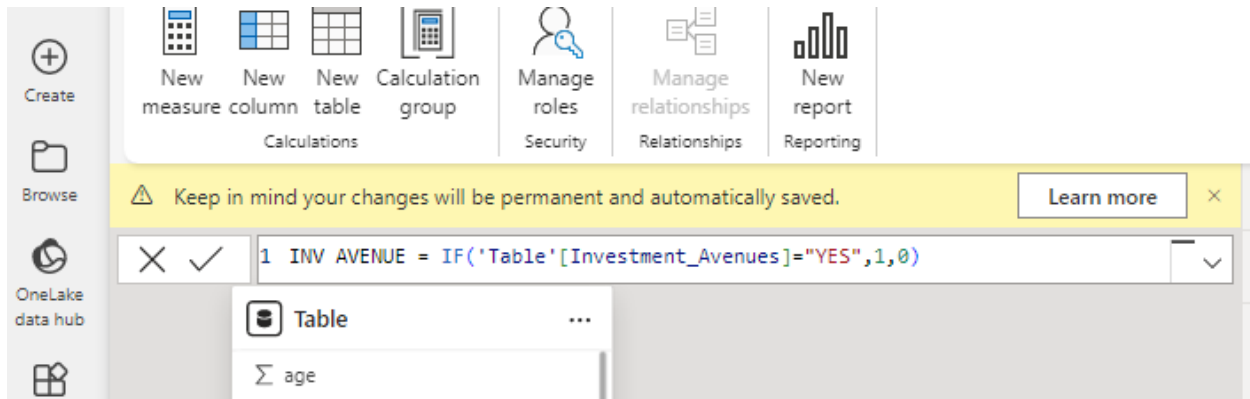 Create
Browse
OneLake
data hub
New
measure
New
column
New
table
Calculation
group
Calculations
Manage
roles
Security
Manage
relationships
Relationships
New
report
Reporting
Keep in mind your changes will be permanent and automatically saved.
Learn more
1 INV AVENUE = IF('Table'[Investment_Avenues]="YES",1,0)
Table
∑ age